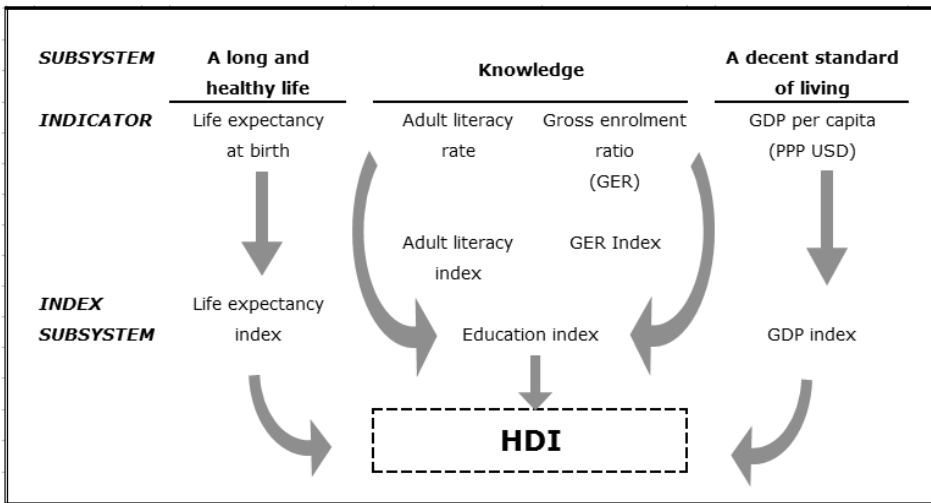 SUBSYSTEM
A long and
healthy life
Knowledge
A decent standard
of living
INDICATOR
Life expectancy
at birth
Adult literacy
rate
Gross enrolment
ratio
(GER)
GDP per capita
(PPP USD)
Adult literacy
index
GER Index
INDEX
SUBSYSTEM
Life expectancy
index
Education index
GDP index
HDI